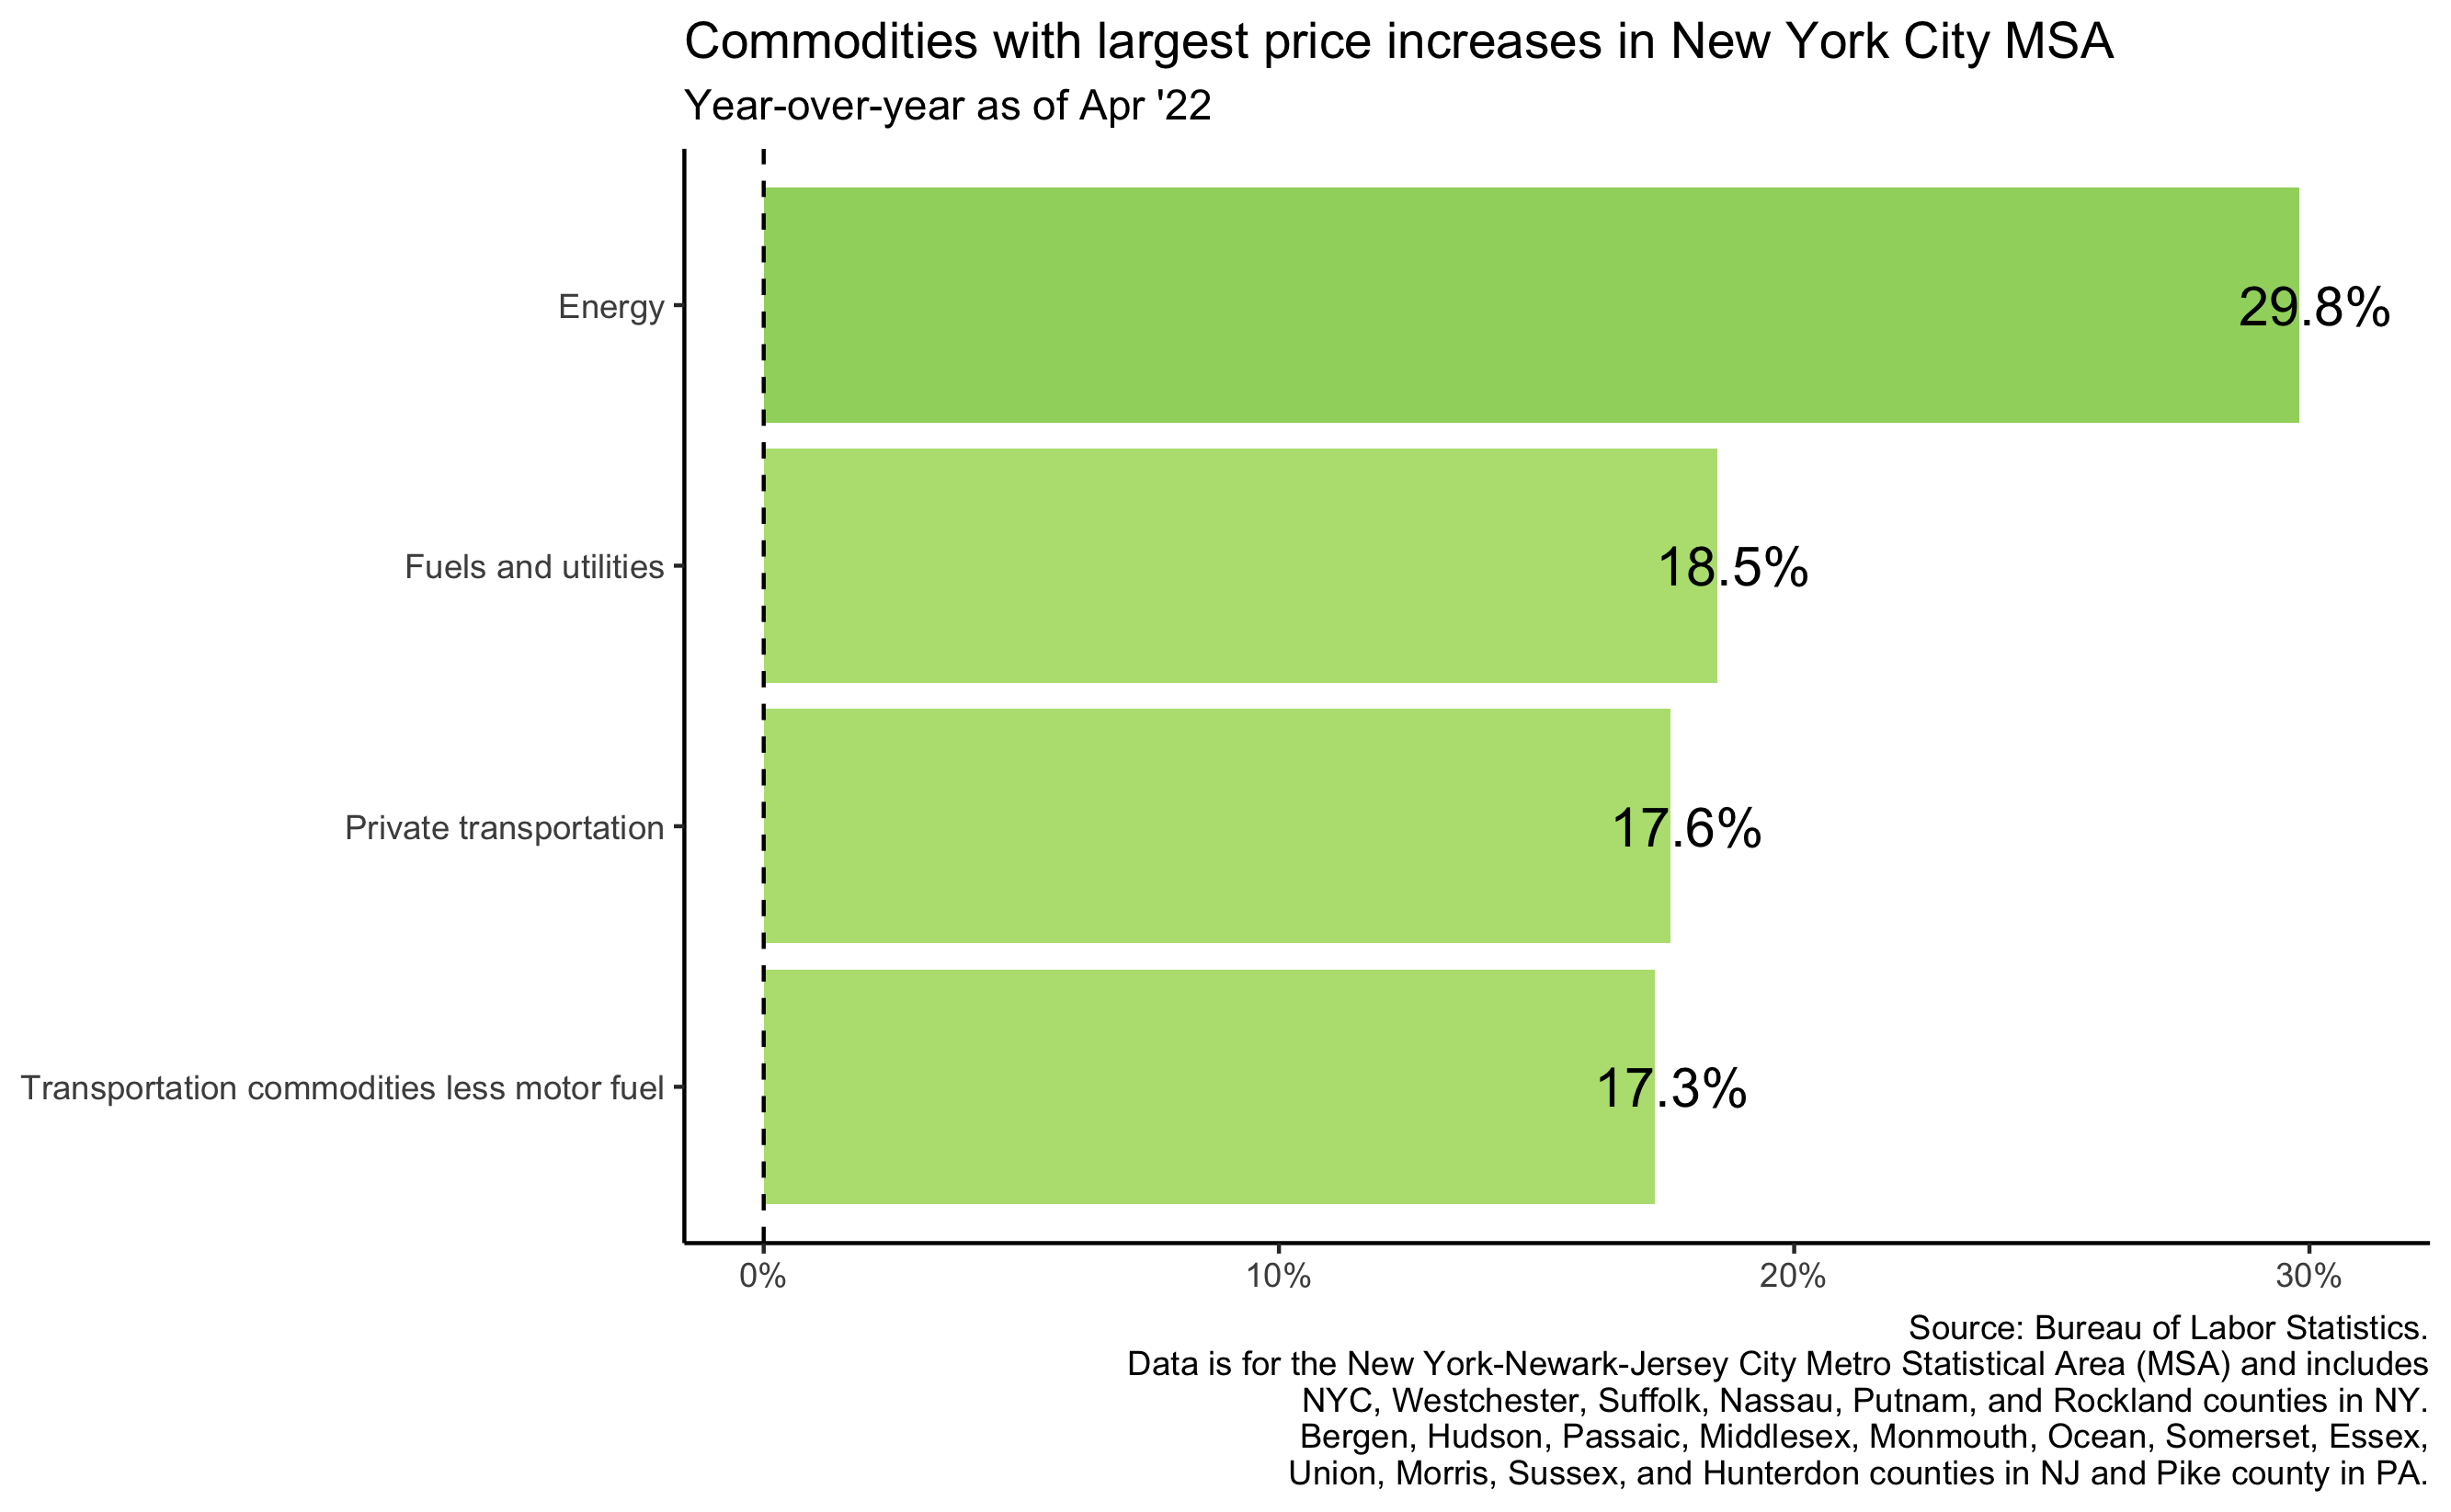 Commodities with largest price increases in New York City MSA
Year-over-year as of Apr '22
Energy
29.8%
Fuels and utilities
18.5%
Private transportation
17.6%
Transportation commodities less motor fuel
17.3%
0%
10%
20%
30%
Source: Bureau of Labor Statistics.
Data is for the New York-Newark-Jersey City Metro Statistical Area (MSA) and includes
NYC, Westchester, Suffolk, Nassau, Putnam, and Rockland counties in NY.
Bergen, Hudson, Passaic, Middlesex, Monmouth, Ocean, Somerset, Essex,
Union, Morris, Sussex, and Hunterdon counties in NJ and Pike county in PA.